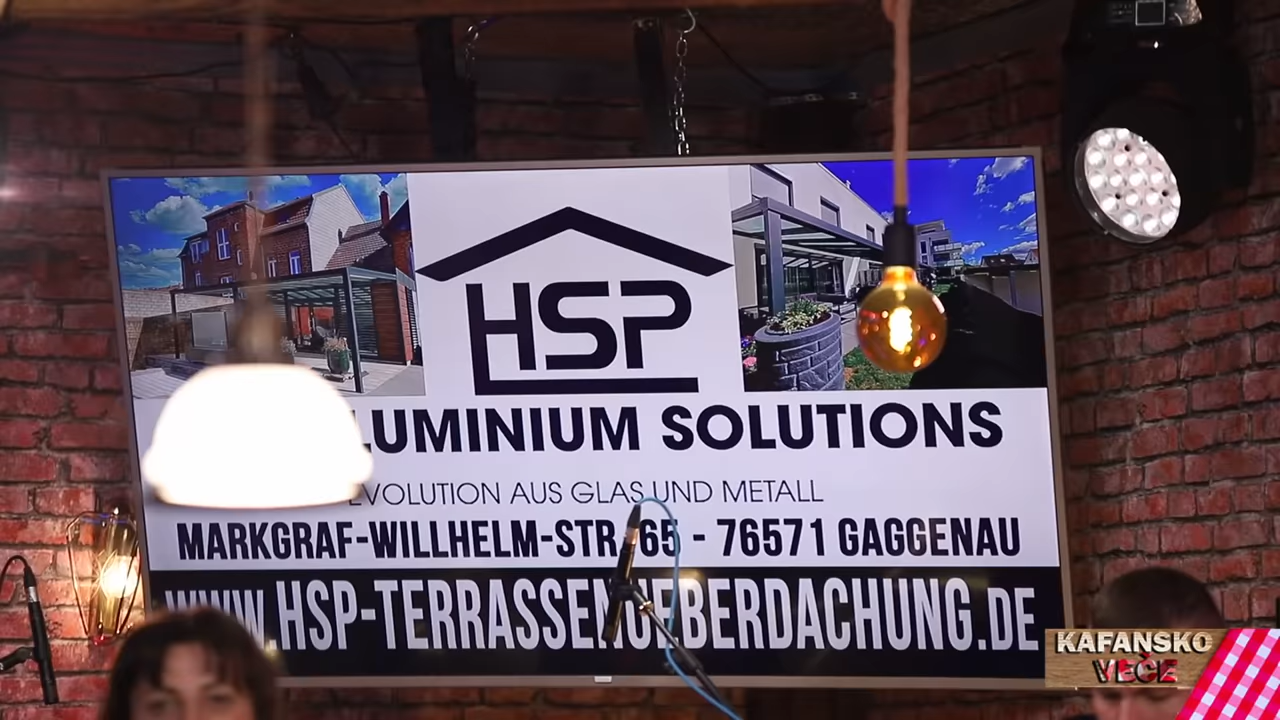 HSP
LUMINIUM SOLUTIONS
EVOLUTION AUS GLAS UND METALL
MARKGRAF-WILLHELM-STR. 65 - 76571 GAGGENAU
WWW.HSP-TERRASSENUEBERDACHUNG.DE
KAFANSKO
VEČE